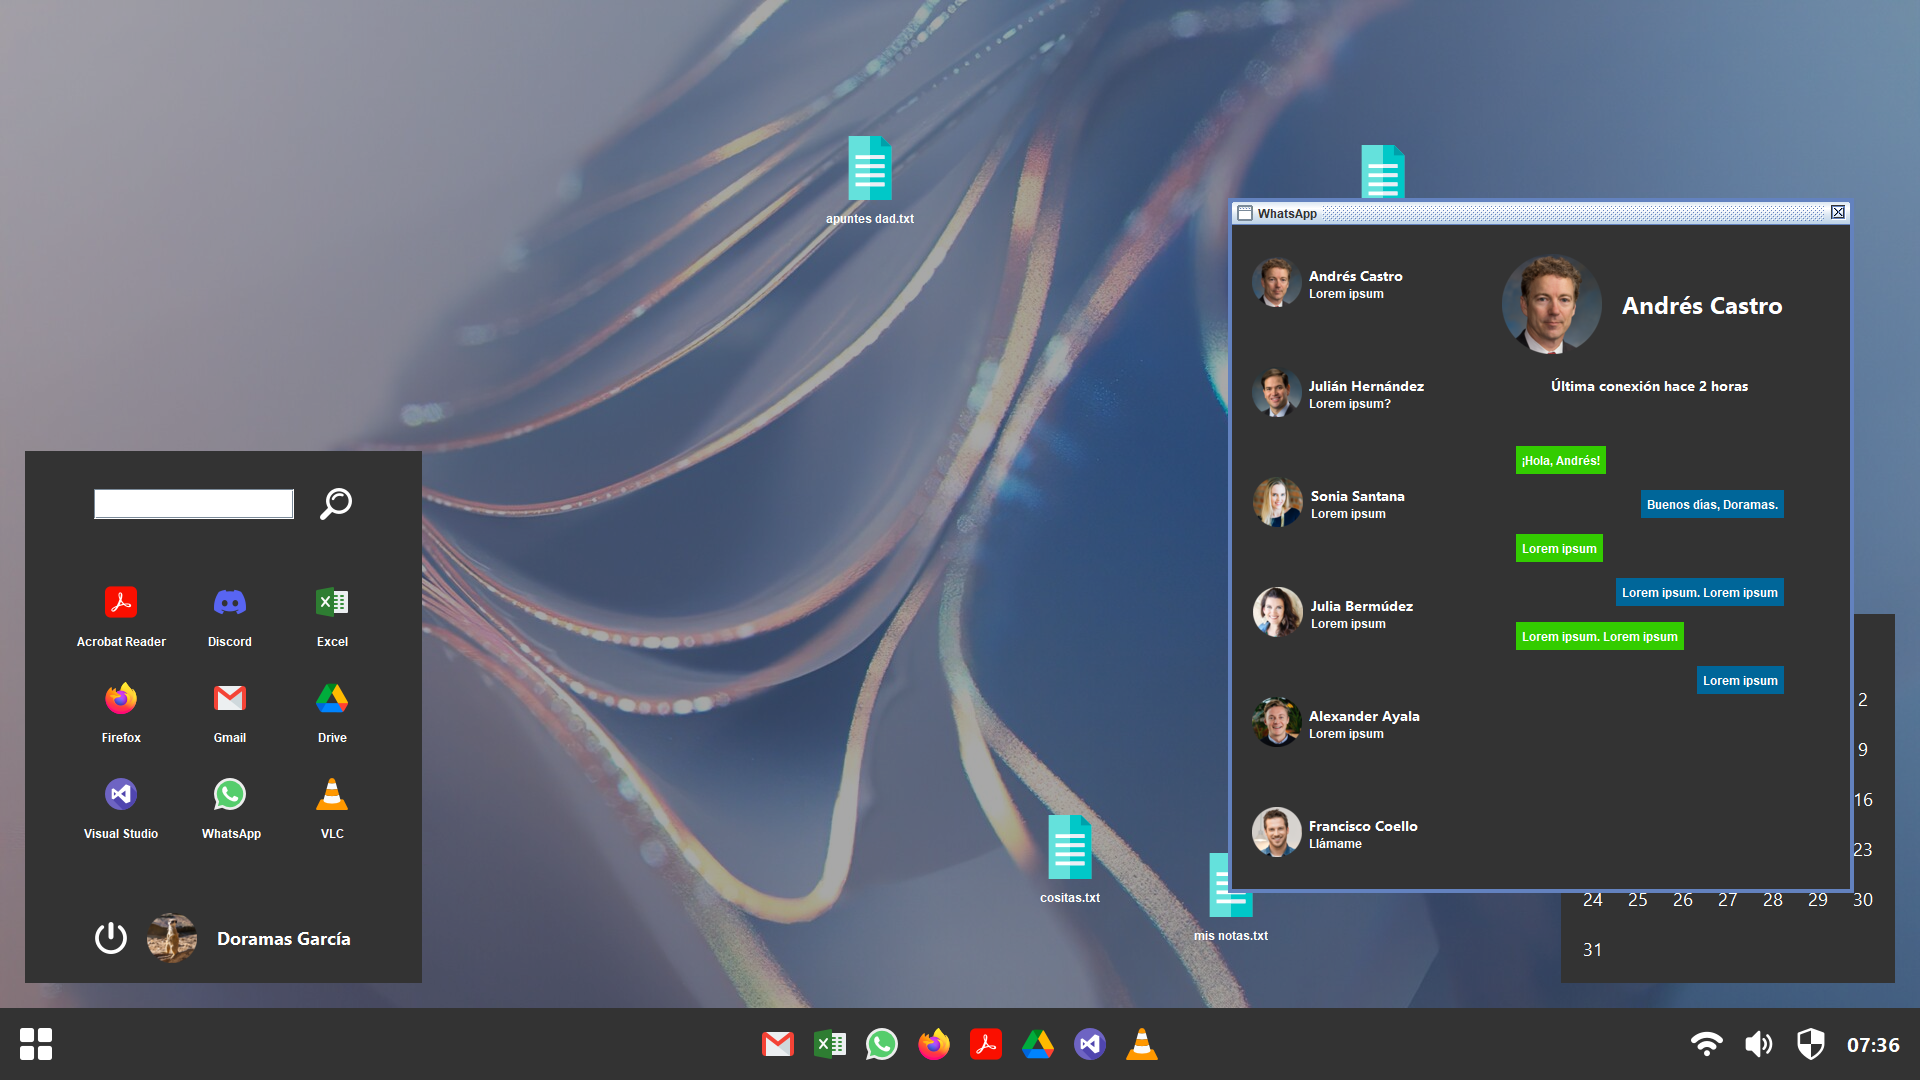 apuntes dad.txt
WhatsApp
Andrés Castro
Lorem ipsum
Julián Hernández
Lorem ipsum?
Sonia Santana
Lorem ipsum
Julia Bermúdez
Lorem ipsum
Alexander Ayala
Lorem ipsum
Francisco Coello
Llámame
Andrés Castro
Última conexión hace 2 horas
¡Hola, Andrés!
Buenos días, Doramas.
Lorem ipsum
Lorem ipsum. Lorem ipsum
Lorem ipsum. Lorem ipsum
Lorem ipsum
Acrobat Reader Discord Excel
Firefox Gmail Drive
Visual Studio WhatsApp VLC
Doramas García
cositas.txt
mis notas.txt
2
9
16
23
24 25 26 27 28 29 30
31
07:36